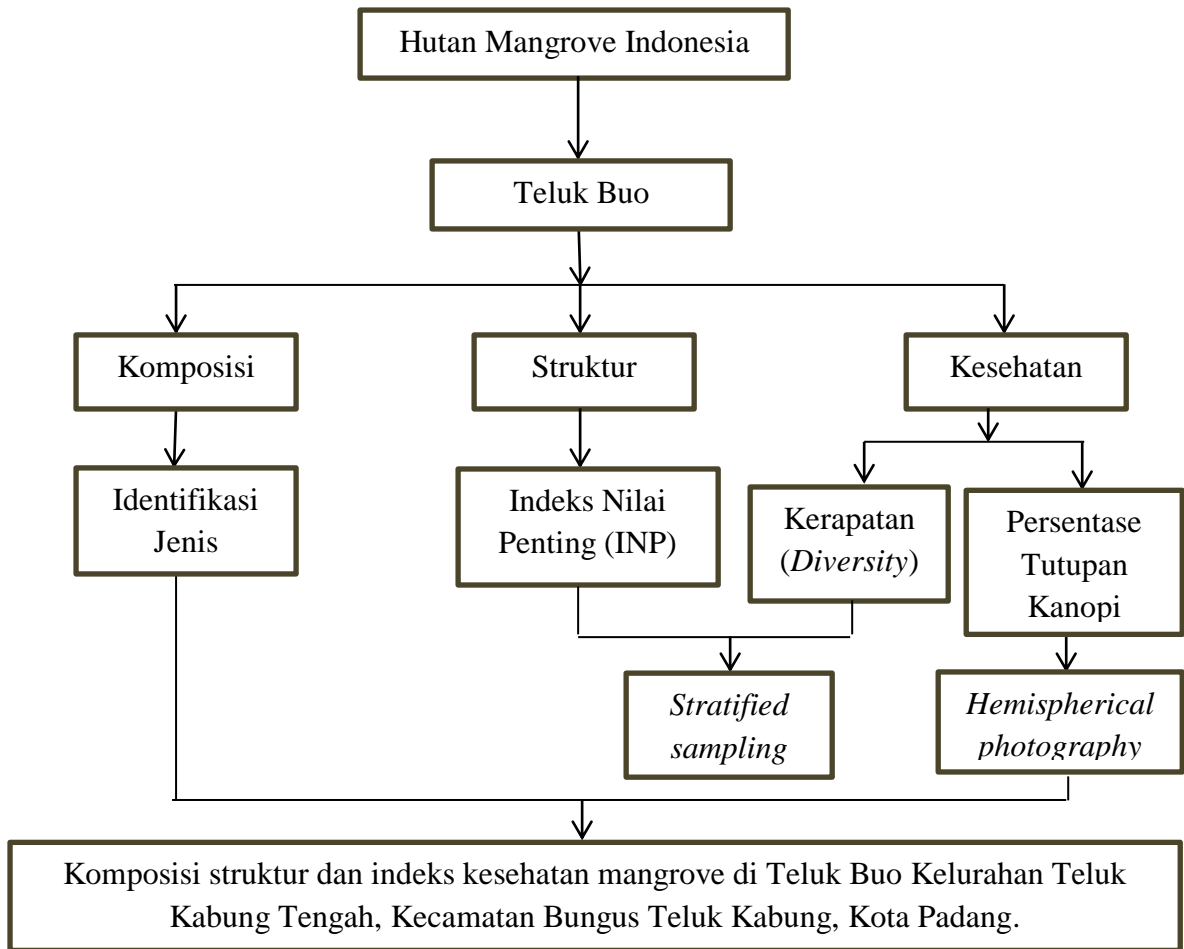 Hutan Mangrove Indonesia
Teluk Buo
Komposisi
Struktur
Kesehatan
Identifikasi
Jenis
Indeks Nilai
Penting (INP)
Kerapatan
(Diversity)
Persentase
Tutupan
Kanopi
Stratified
sampling
Hemispherical
photography
Komposisi struktur dan indeks kesehatan mangrove di Teluk Buo Kelurahan Teluk
Kabung Tengah, Kecamatan Bungus Teluk Kabung, Kota Padang.